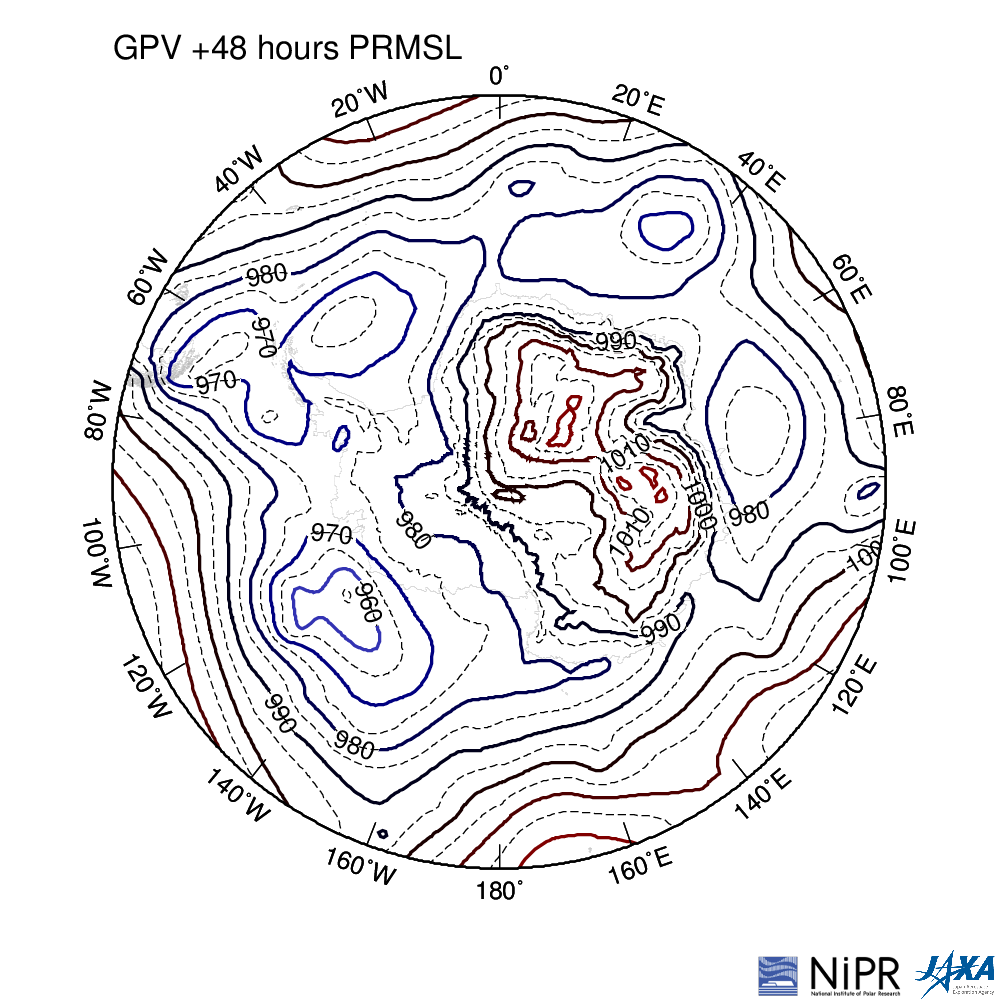 GPV +48 hours PRMSL
0°
20°W
20°E
40°W
40°E
60°W
60°E
980
970
990
970
80°W
80°E
1010
1000
980
970
980
1010
100°W
100°E
100
960
990
120°W
120°E
990
980
140°W
140°E
160°W
160°E
180°
NiPR
National Institute of Polar Research
JAXA
Exploration Agency